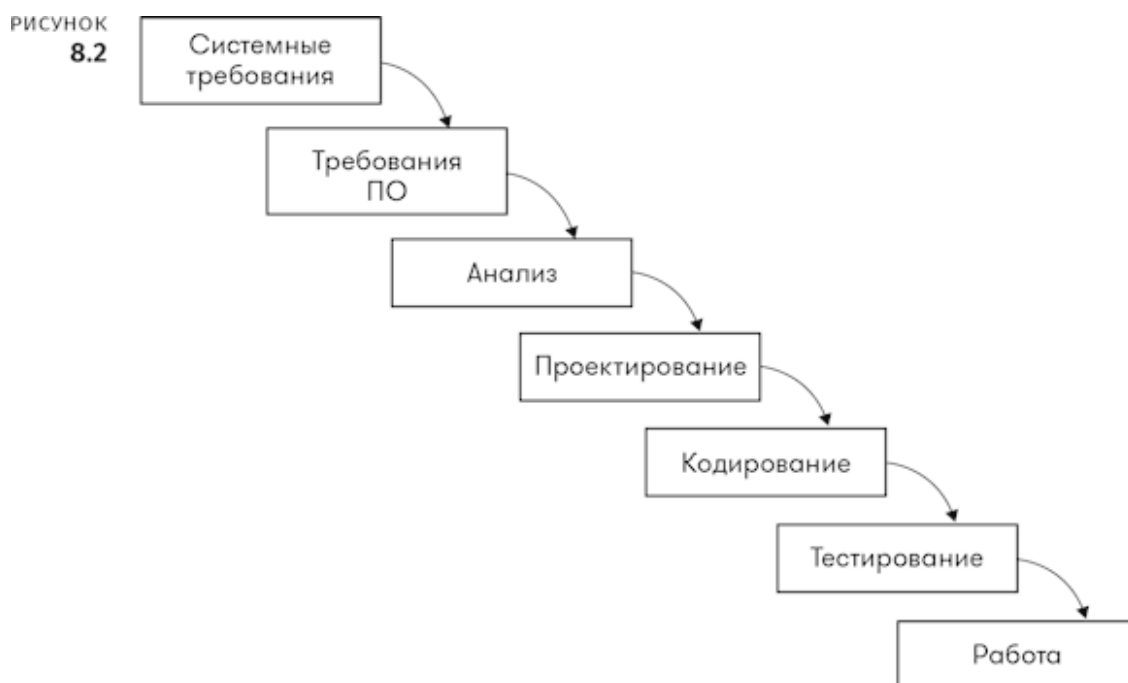 РИСУНОК
8.2
Системные
требования
Требования
ПО
Анализ
Проектирование
Кодирование
Тестирование
Работа